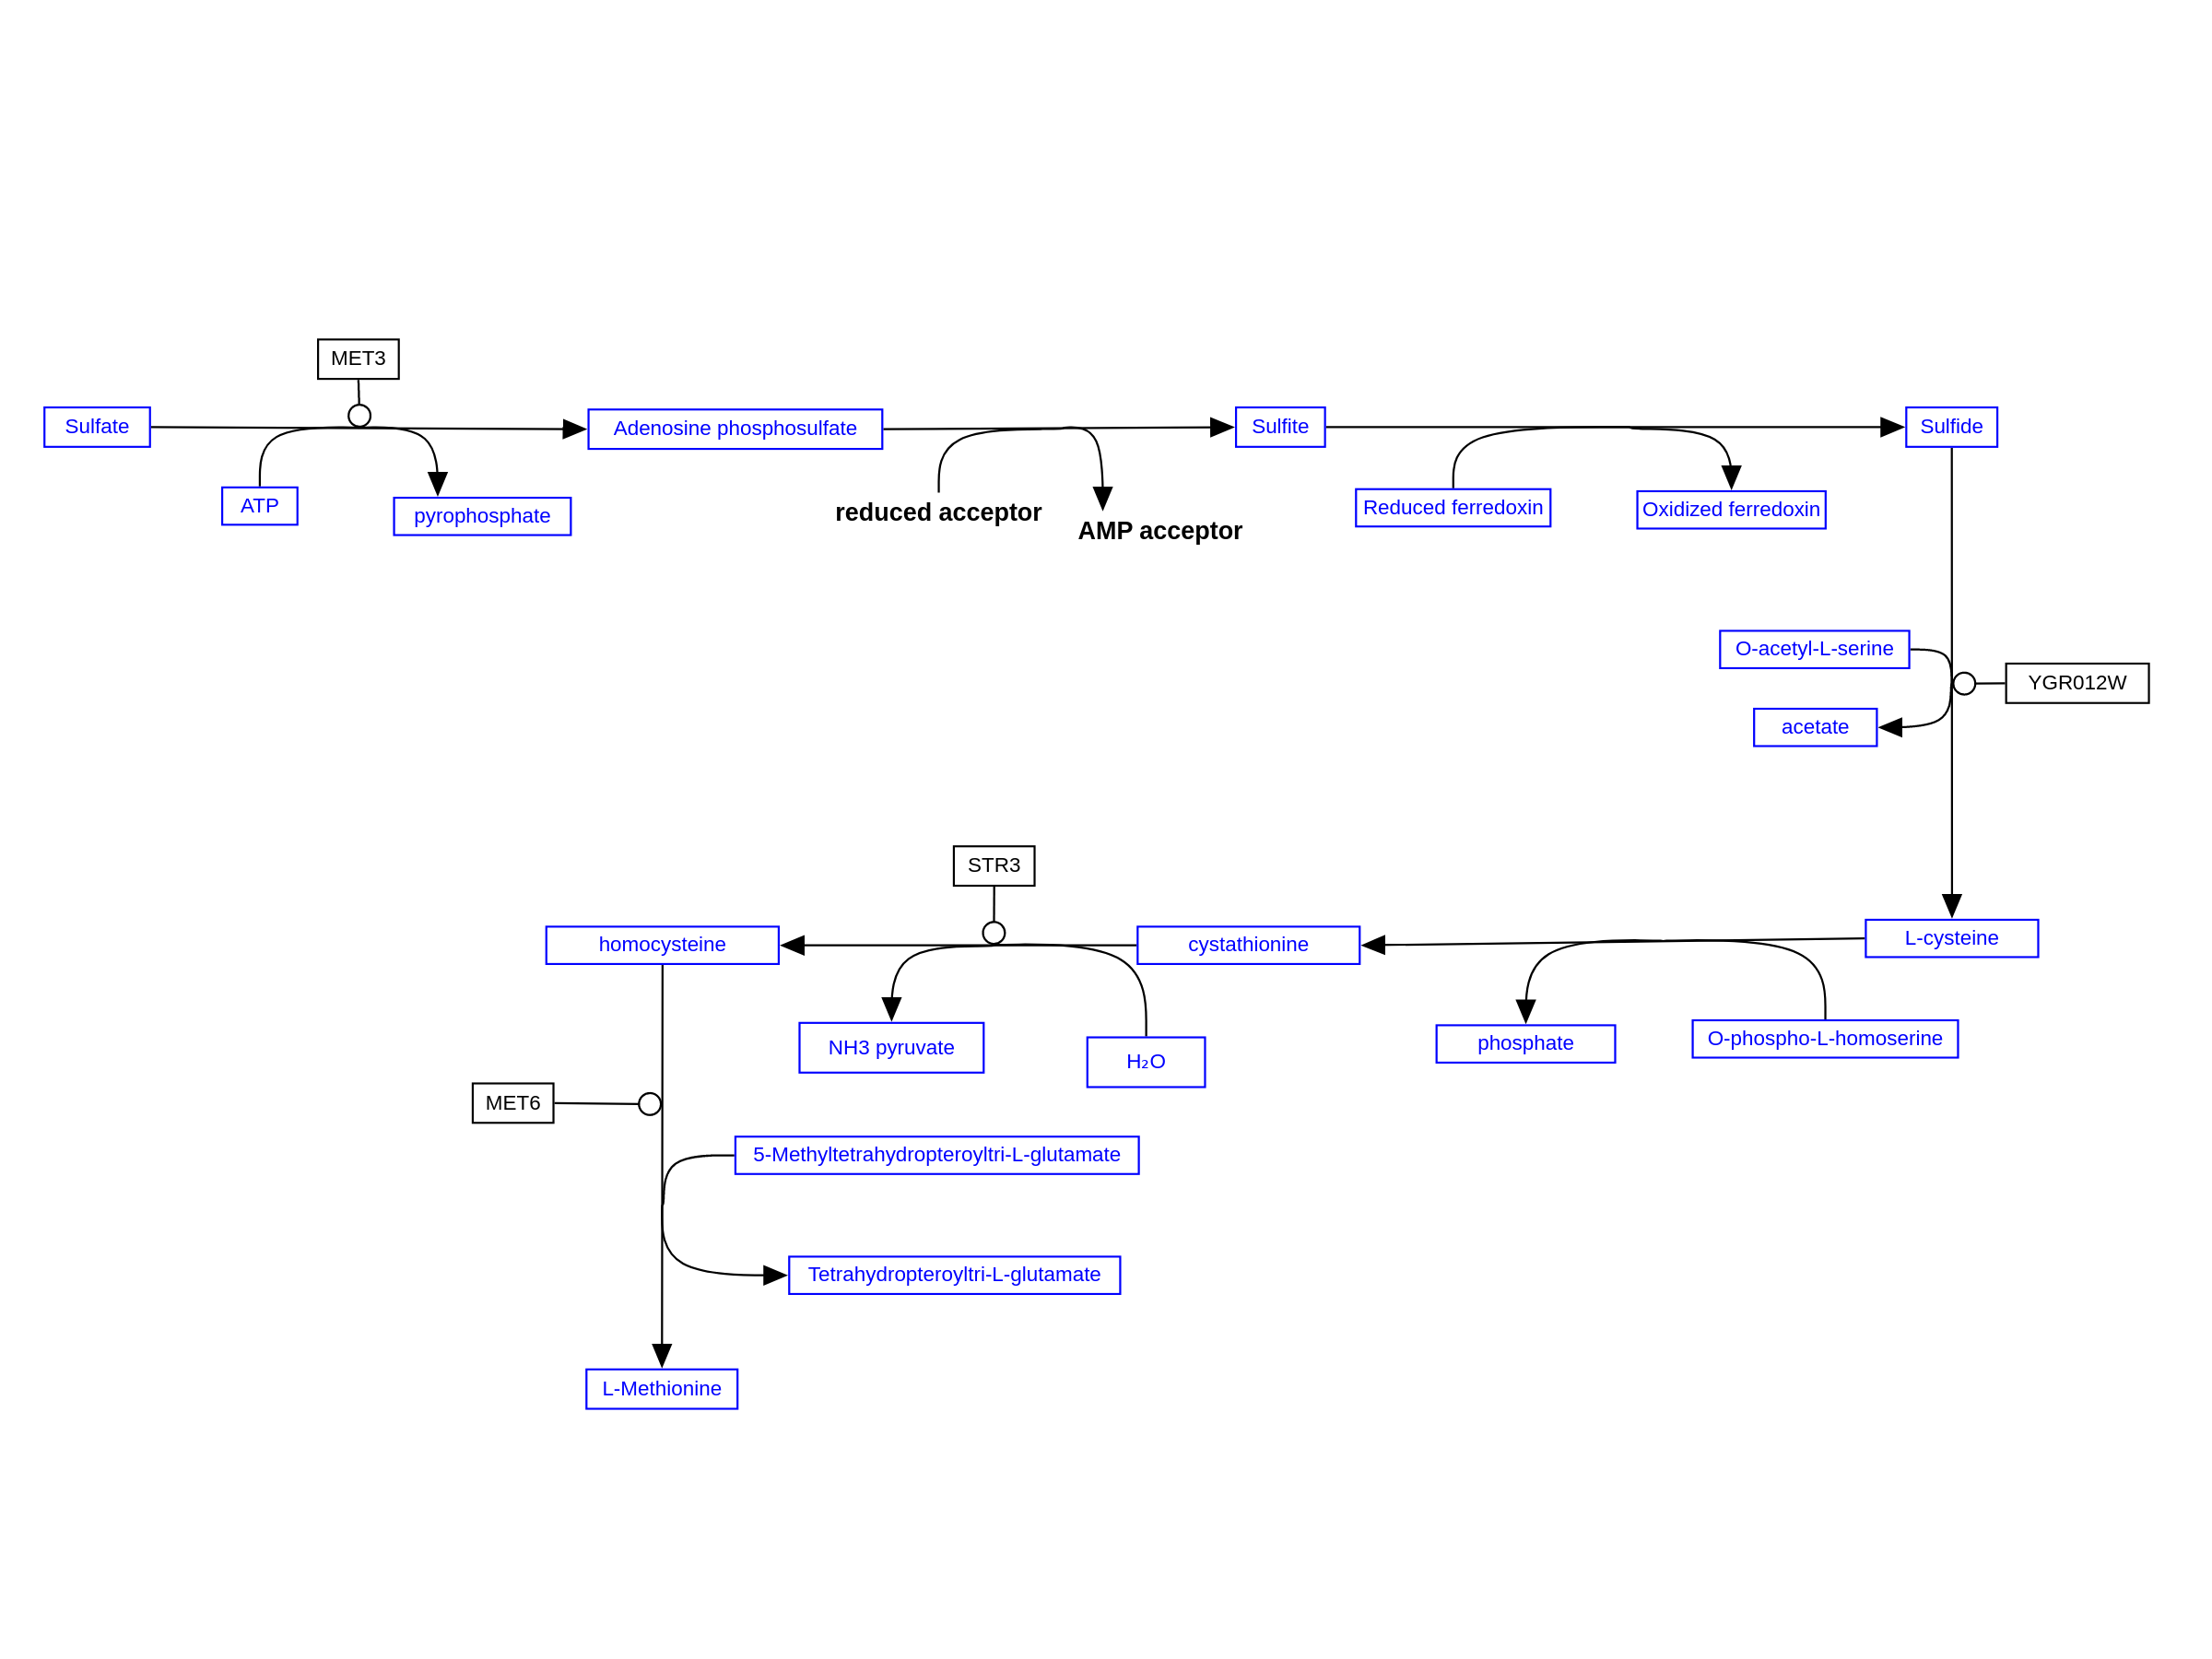 MET3
Sulfate
Adenosine phosphosulfate
Sulfite
Sulfide
ATP
pyrophosphate
reduced acceptor
AMP acceptor
Reduced ferredoxin
Oxidized ferredoxin
O-acetyl-L-serine
YGR012W
acetate
STR3
homocysteine
cystathionine
L-cysteine
NH3 pyruvate
H₂O
phosphate
O-phospho-L-homoserine
MET6
5-Methyltetrahydropteroyltri-L-glutamate
Tetrahydropteroyltri-L-glutamate
L-Methionine